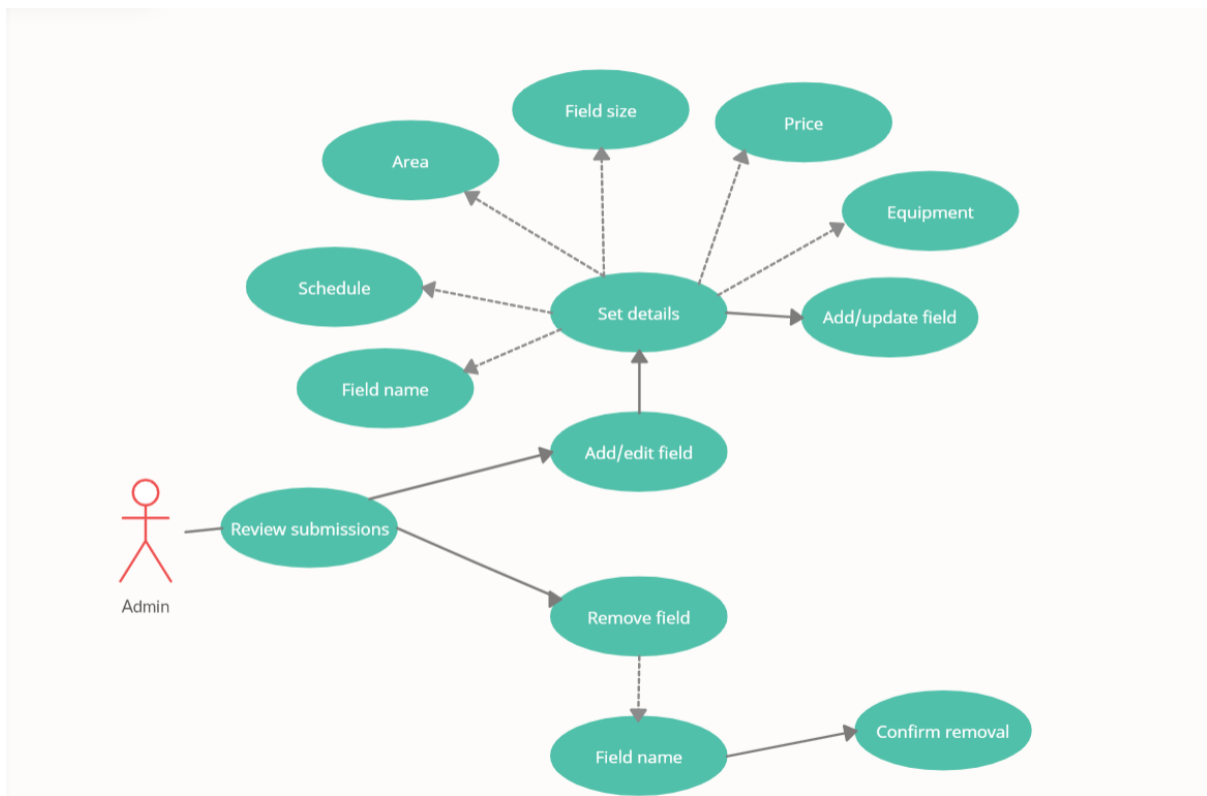 Field size
Price
Area
Equipment
Schedule
Set details
Add/update field
Field name
Add/edit field
Review submissions
Admin
Remove field
Confirm removal
Field name